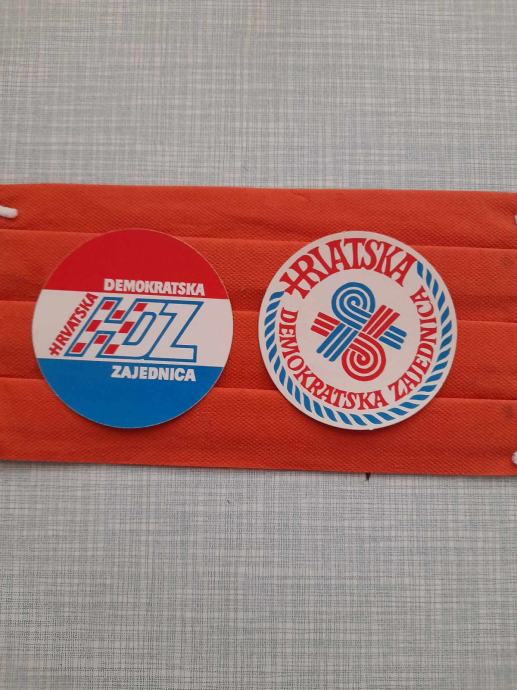 DEMOKRATSKA
HRVATSKA
HDZ
ZAJEDNICA
HRVATSKA
DEMOKRATSKA ZAJEDNICA